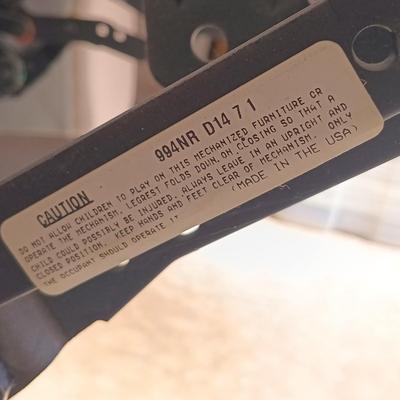 994NR D14 7 1
CAUTION
DO NOT ALLOW CHILDREN TO PLAY ON THIS MECHANIZED FURNITURE OR
OPERATE THE MECHANISM. LEGREST FOLDS DOWN ON CLOSING SO THAT A
CHILD COULD POSSIBLY BE INJURED. ALWAYS LEAVE IT IN AN UPRIGHT AND
CLOSED POSITION. KEEP HANDS AND FEET CLEAR OF MECHANISM. ONLY
THE OCCUPANT SHOULD OPERATE IT. (MADE IN THE USA)